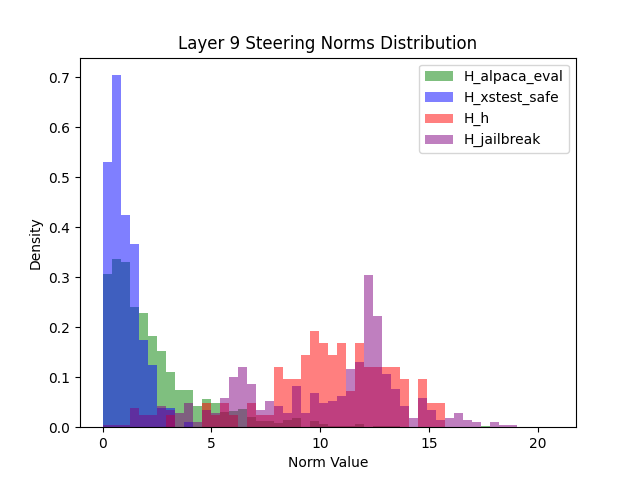 Layer 9 Steering Norms Distribution
H_alpaca_eval
H_xstest_safe
H_h
H_jailbreak
0.7
0.6
0.5
0.4
0.3
0.2
0.1
0.0
Density
0 5 10 15 20
Norm Value